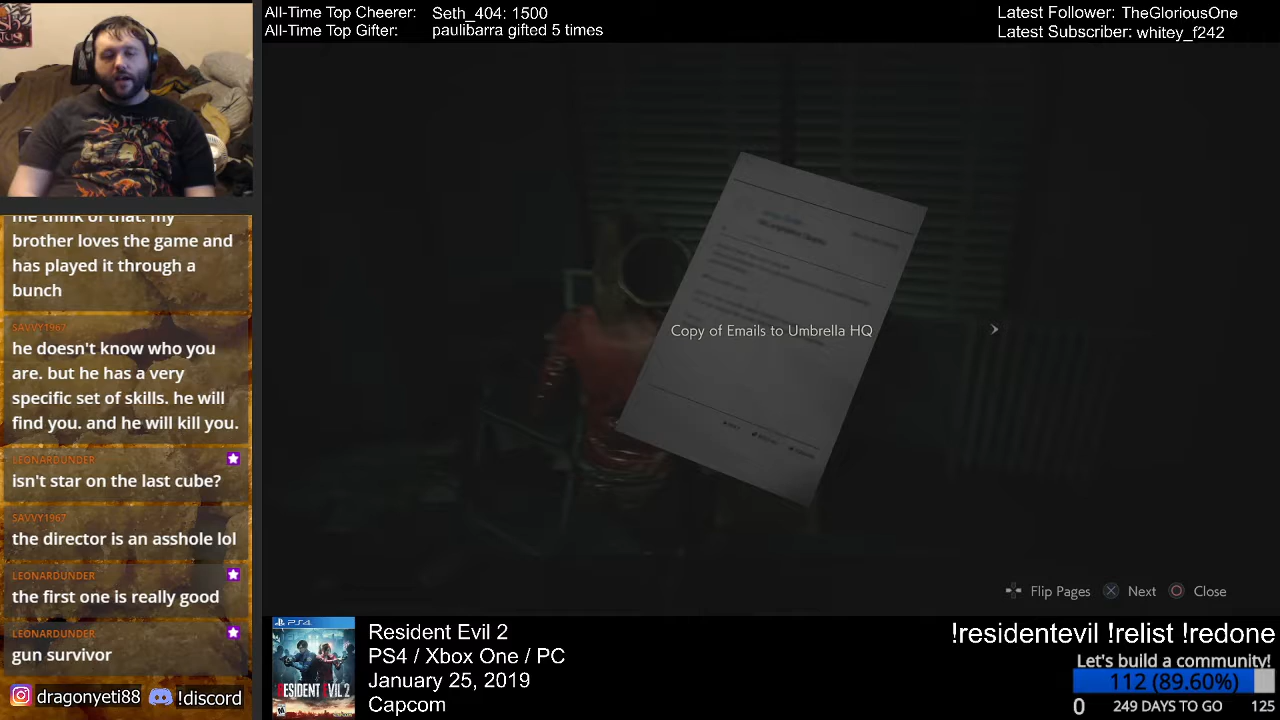 All-Time Top Cheerer: Seth_404: 1500
All-Time Top Gifter: paulibarra gifted 5 times
Latest Follower: TheGloriousOne
Latest Subscriber: whitey_f242
me think of that. my
brother loves the game and
has played it through a
bunch
SAVVY1967
he doesn't know who you
are. but he has a very
specific set of skills. he will
find you. and he will kill you.
LEONARDUNDER
isn't star on the last cube?
SAVVY1967
the director is an asshole lol
LEONARDUNDER
the first one is really good
LEONARDUNDER
gun survivor
dragonyeti88 !discord
Copy of Emails to Umbrella HQ
Flip Pages Next Close
PS4
RESIDENT EVIL 2
Resident Evil 2
PS4 / Xbox One / PC
January 25, 2019
Capcom
!residentevil !relist !redone
Let's build a community!
112 (89.60%)
0 249 DAYS TO GO 125